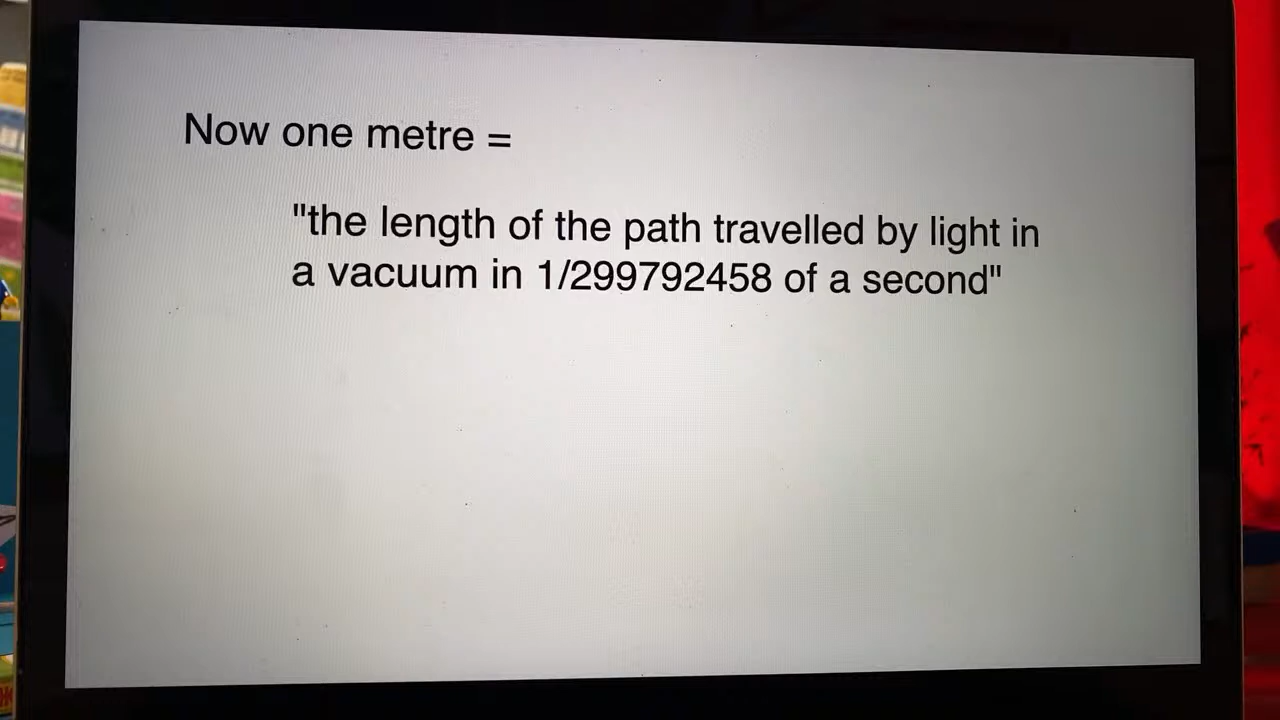 Now one metre =
"the length of the path travelled by light in
a vacuum in 1/299792458 of a second"